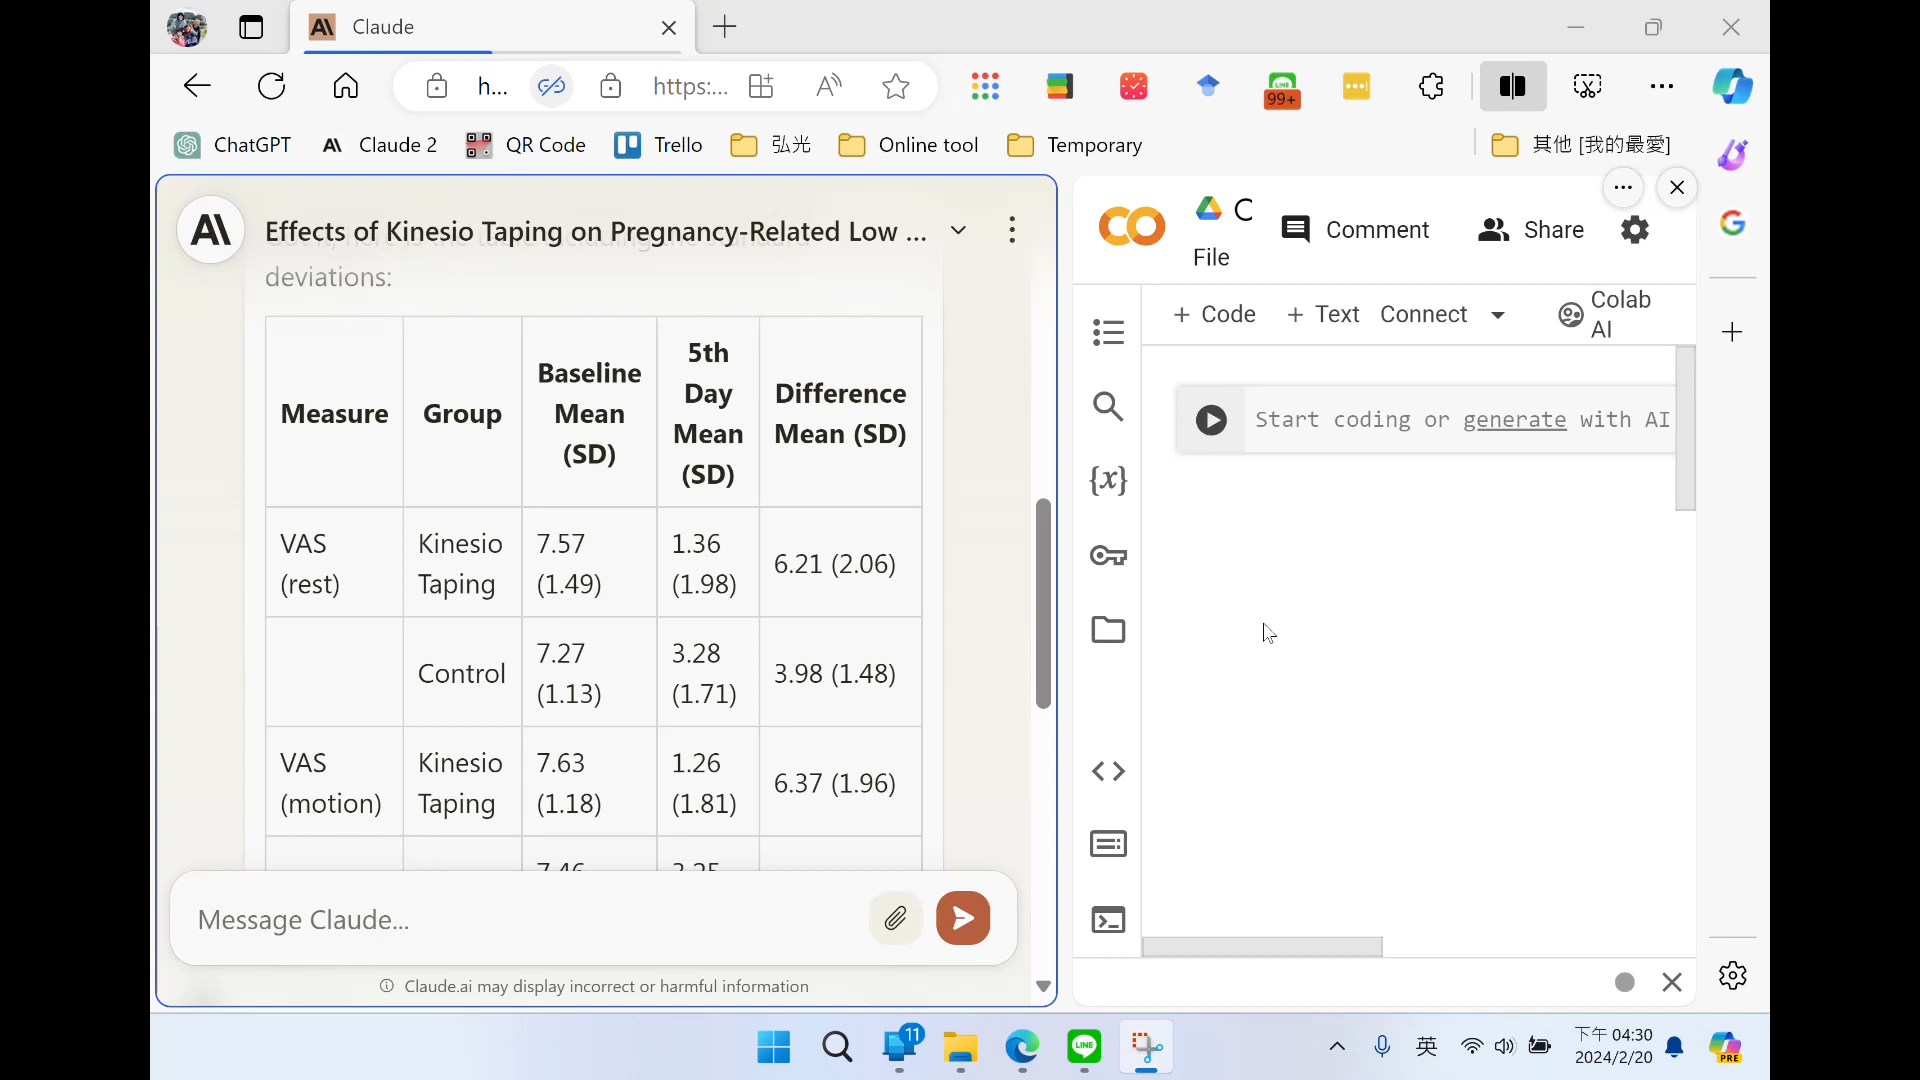 Claude
h...
https:...
99+
ChatGPT
Claude 2
QR Code
Trello
弘光
Online tool
Temporary
其他 [我的最愛]
Effects of Kinesio Taping on Pregnancy-Related Low ...
deviations:
Measure
Group
Baseline
Mean
(SD)
5th
Day
Mean
(SD)
Difference
Mean (SD)
VAS
(rest)
Kinesio
Taping
7.57
(1.49)
1.36
(1.98)
6.21 (2.06)
Control
7.27
(1.13)
3.28
(1.71)
3.98 (1.48)
VAS
(motion)
Kinesio
Taping
7.63
(1.18)
1.26
(1.81)
6.37 (1.96)
Message Claude...
Claude.ai may display incorrect or harmful information
C
File
Comment
Share
+ Code
+ Text
Connect
Colab
AI
Start coding or generate with AI
{x}
11
LINE
英
下午 04:30
2024/2/20
PRE